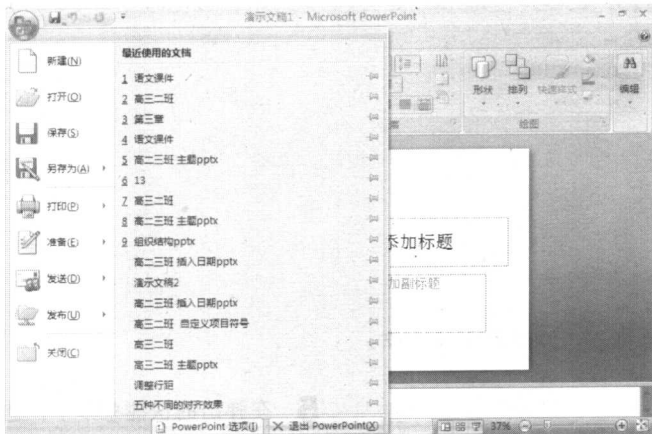 演示文稿1 - Microsoft PowerPoint
新建(N)
打开(O)
保存(S)
另存为(A)
打印(P)
准备(E)
发送(D)
发布(U)
关闭(C)
最近使用的文档
1 语文课件
2 高三二班
3 第三章
4 语文课件
5 高二三班 主题pptx
6 13
7 高三二班
8 高二三班 主题pptx
9 组织结构pptx
高二三班 插入日期pptx
演示文稿2
高二三班 插入日期pptx
高三二班 自定义项目符号
高三二班
高三二班 主题pptx
调整行距
五种不同的对齐效果
PowerPoint 选项(I)
退出 PowerPoint(X)
形状
排列
快速样式
编辑
绘图
添加标题
加副标题
37%